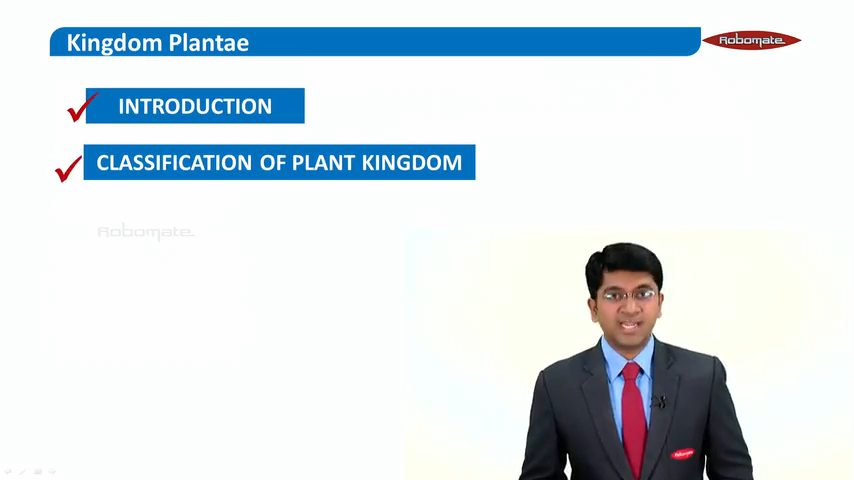 Kingdom Plantae
Robomate
INTRODUCTION
CLASSIFICATION OF PLANT KINGDOM
Robomate
Robomate